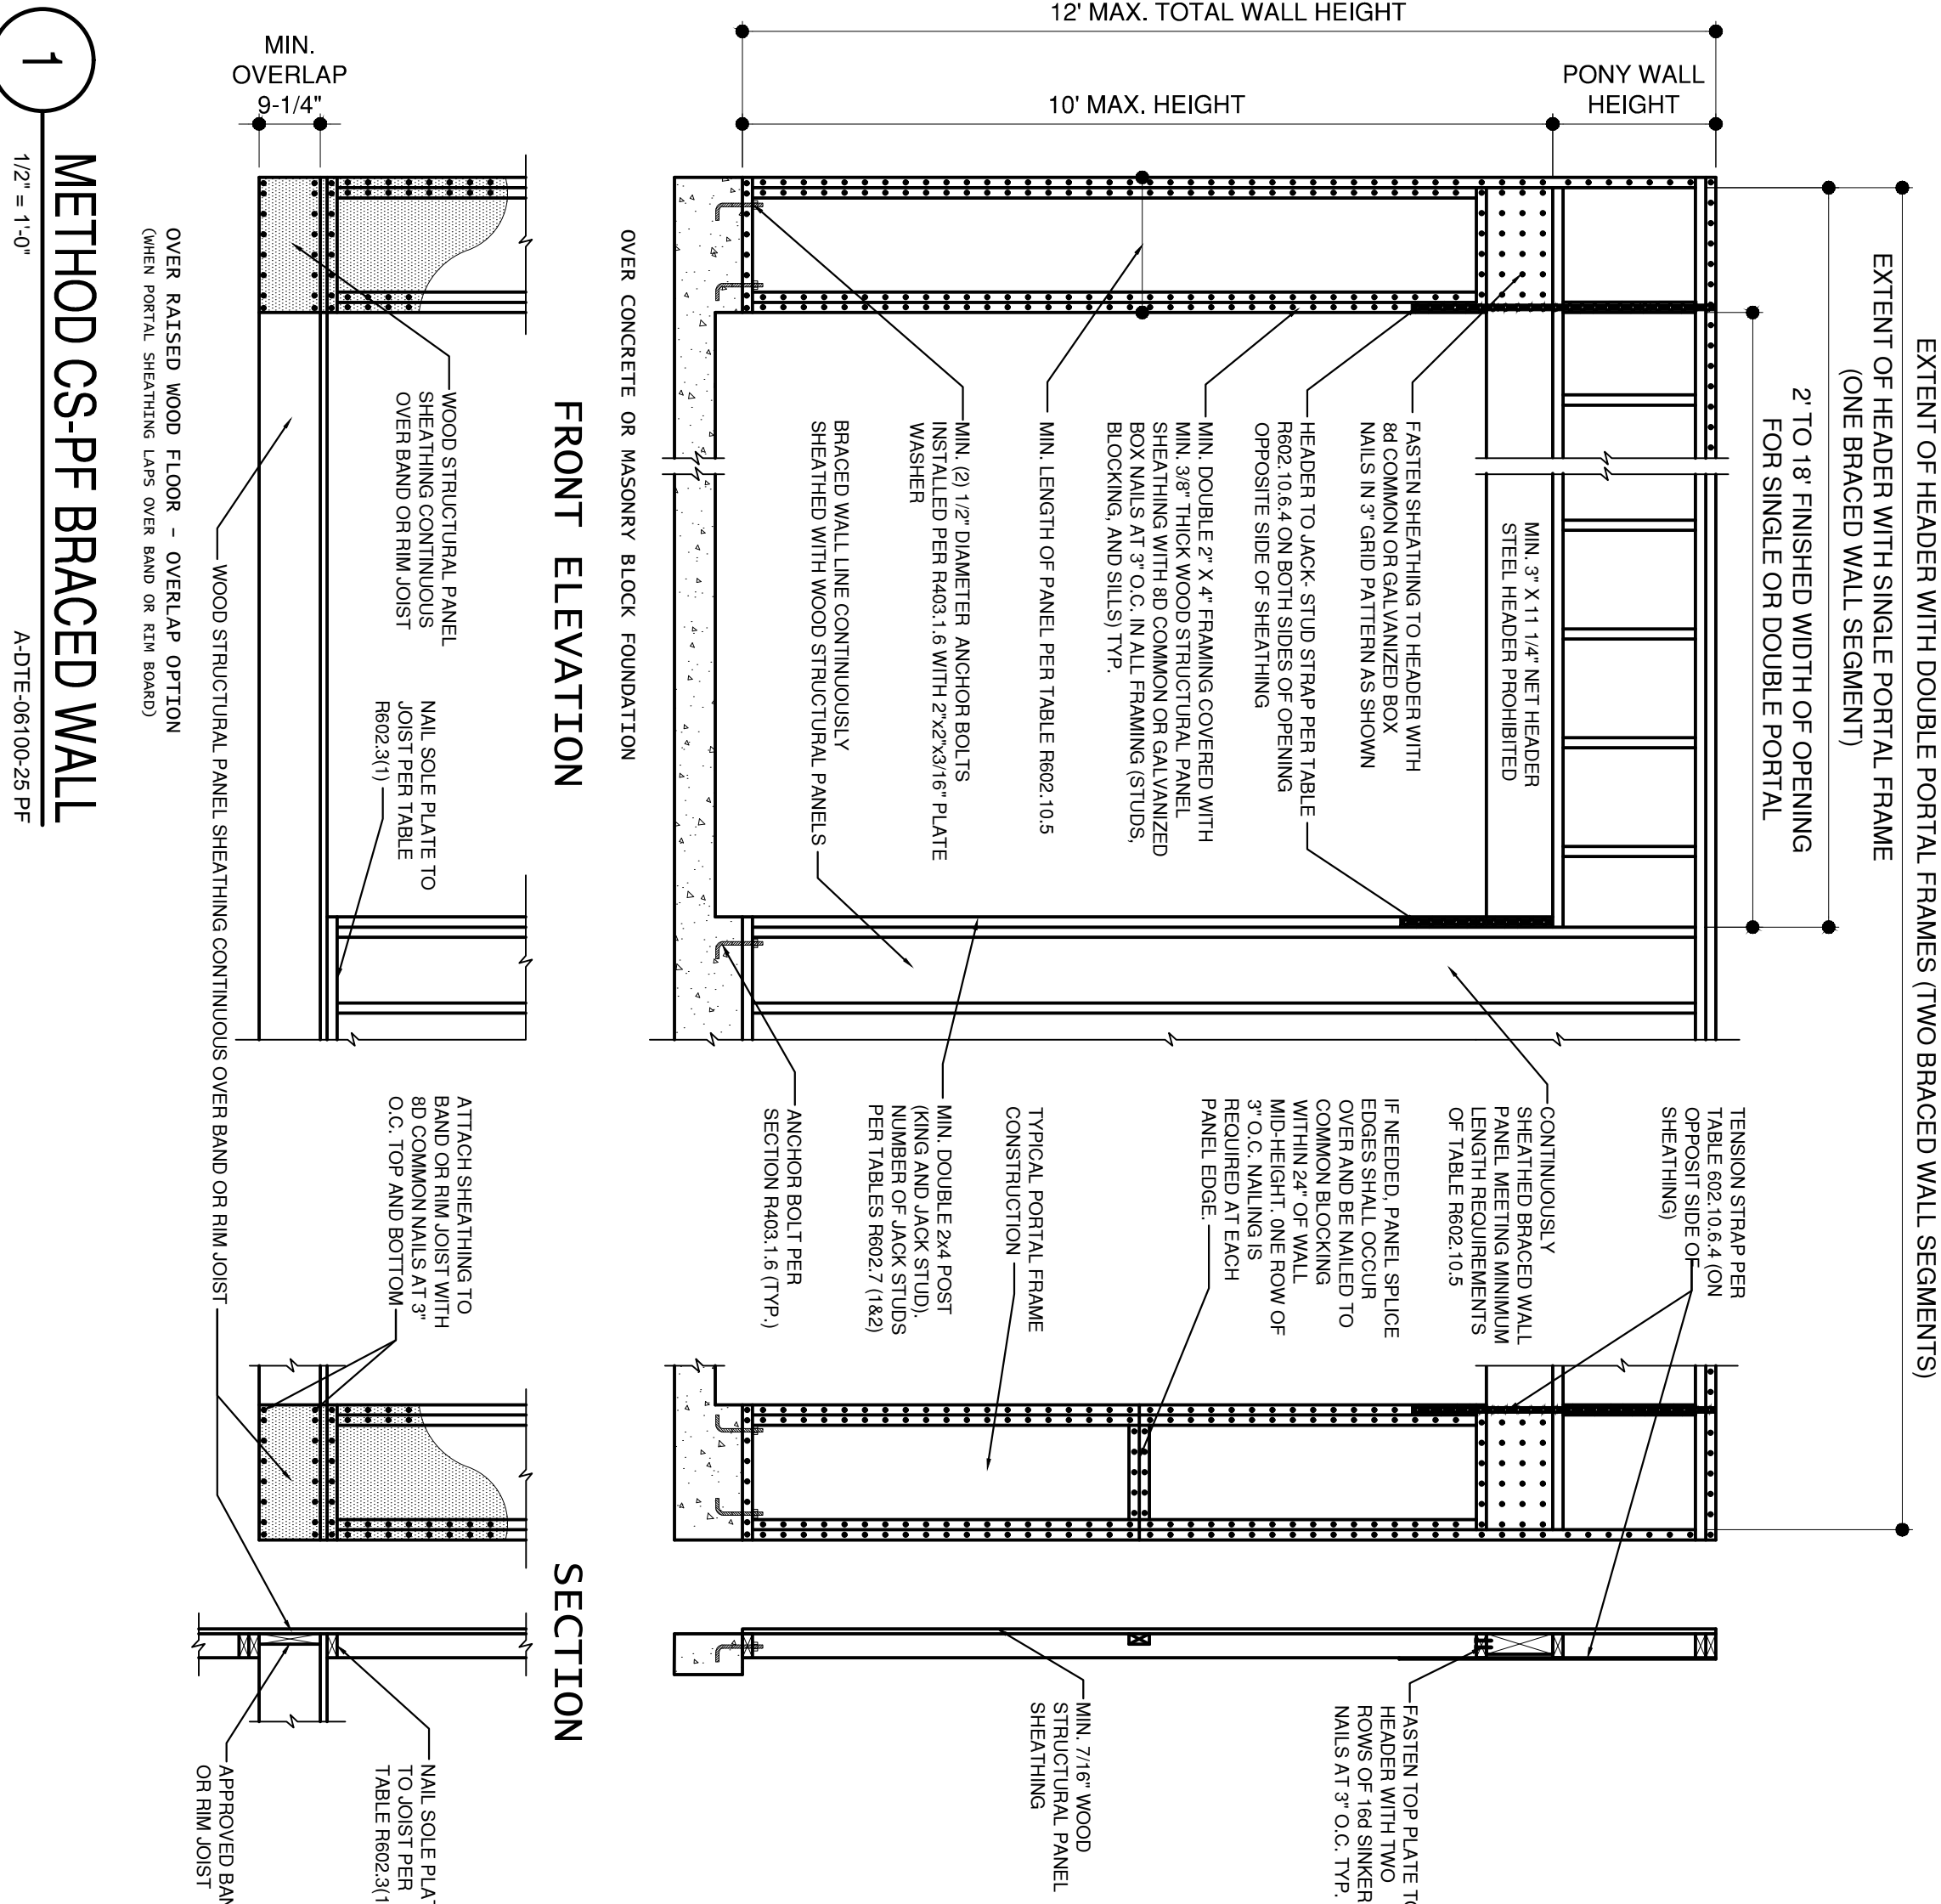 EXTENT OF HEADER WITH DOUBLE PORTAL FRAMES (TWO BRACED WALL SEGMENTS)
EXTENT OF HEADER WITH SINGLE PORTAL FRAME
(ONE BRACED WALL SEGMENT)
2' TO 18' FINISHED WIDTH OF OPENING
FOR SINGLE OR DOUBLE PORTAL
12' MAX. TOTAL WALL HEIGHT
PONY WALL
HEIGHT
10' MAX. HEIGHT
MIN. 3" X 11 1/4" NET HEADER
STEEL HEADER PROHIBITED
FASTEN SHEATHING TO HEADER WITH
8d COMMON OR GALVANIZED BOX
NAILS IN 3" GRID PATTERN AS SHOWN
HEADER TO JACK- STUD STRAP PER TABLE
R602.10.6.4 ON BOTH SIDES OF OPENING
OPPOSITE SIDE OF SHEATHING
MIN. DOUBLE 2" X 4" FRAMING COVERED WITH
MIN. 3/8" THICK WOOD STRUCTURAL PANEL
SHEATHING WITH 8D COMMON OR GALVANIZED
BOX NAILS AT 3" O.C. IN ALL FRAMING (STUDS,
BLOCKING, AND SILLS) TYP.
MIN. LENGTH OF PANEL PER TABLE R602.10.5
MIN. (2) 1/2" DIAMETER ANCHOR BOLTS
INSTALLED PER R403.1.6 WITH 2"x2"x3/16" PLATE
WASHER
BRACED WALL LINE CONTINUOUSLY
SHEATHED WITH WOOD STRUCTURAL PANELS
TENSION STRAP PER
TABLE 602.10.6.4 (ON
OPPOSIT SIDE OF
SHEATHING)
CONTINUOUSLY
SHEATHED BRACED WALL
PANEL MEETING MINIMUM
LENGTH REQUIREMENTS
OF TABLE R602.10.5
IF NEEDED, PANEL SPLICE
EDGES SHALL OCCUR
OVER AND BE NAILED TO
COMMON BLOCKING
WITHIN 24" OF WALL
MID-HEIGHT. ONE ROW OF
3" O.C. NAILING IS
REQUIRED AT EACH
PANEL EDGE.
TYPICAL PORTAL FRAME
CONSTRUCTION
MIN. DOUBLE 2x4 POST
(KING AND JACK STUD).
NUMBER OF JACK STUDS
PER TABLES R602.7 (1&2)
ANCHOR BOLT PER
SECTION R403.1.6 (TYP.)
FASTEN TOP PLATE TO
HEADER WITH TWO
ROWS OF 16d SINKER
NAILS AT 3" O.C. TYP.
MIN. 7/16" WOOD
STRUCTURAL PANEL
SHEATHING
OVER CONCRETE OR MASONRY BLOCK FOUNDATION
FRONT ELEVATION
SECTION
MIN.
OVERLAP
9-1/4"
WOOD STRUCTURAL PANEL
SHEATHING CONTINUOUS
OVER BAND OR RIM JOIST
NAIL SOLE PLATE TO
JOIST PER TABLE
R602.3(1)
ATTACH SHEATHING TO
BAND OR RIM JOIST WITH
8D COMMON NAILS AT 3"
O.C. TOP AND BOTTOM
WOOD STRUCTURAL PANEL SHEATHING CONTINUOUS OVER BAND OR RIM JOIST
NAIL SOLE
TO JOIST PER
TABLE
APPROVED
OR RIM JOIST
OVER RAISED WOOD FLOOR - OVERLAP OPTION
(WHEN PORTAL SHEATHING LAPS OVER BAND OR RIM BOARD)
1
METHOD CS-PF BRACED WALL
1/2" = 1'-0"
A-DTE-06100-25 PF